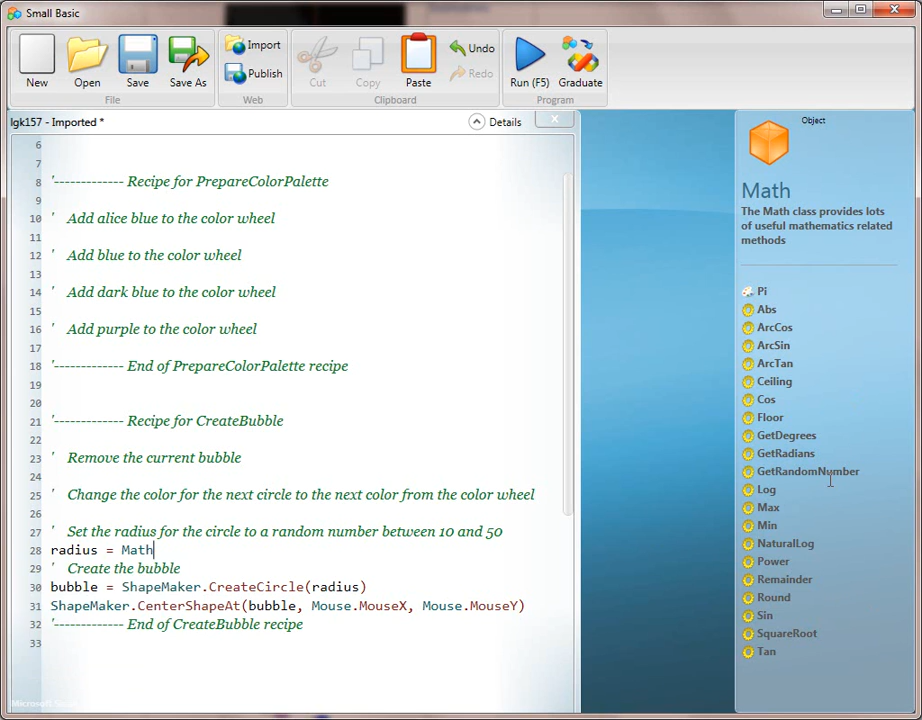 Small Basic
New
Open
Save
Save As
Import
Publish
Cut
Copy
Paste
Undo
Redo
Run (F5)
Graduate
File
Web
Clipboard
Program
lgk157 - Imported *
Details
6
7
8 '------------- Recipe for PrepareColorPalette
9
10 ' Add alice blue to the color wheel
11
12 ' Add blue to the color wheel
13
14 ' Add dark blue to the color wheel
15
16 ' Add purple to the color wheel
17
18 '------------- End of PrepareColorPalette recipe
19
20
21 '------------- Recipe for CreateBubble
22
23 ' Remove the current bubble
24
25 ' Change the color for the next circle to the next color from the color wheel
26
27 ' Set the radius for the circle to a random number between 10 and 50
28 radius = Math
29 ' Create the bubble
30 bubble = ShapeMaker.CreateCircle(radius)
31 ShapeMaker.CenterShapeAt(bubble, Mouse.MouseX, Mouse.MouseY)
32 '------------- End of CreateBubble recipe
33
Object
Math
The Math class provides lots
of useful mathematics related
methods
Pi
Abs
ArcCos
ArcSin
ArcTan
Ceiling
Cos
Floor
GetDegrees
GetRadians
GetRandomNumber
Log
Max
Min
NaturalLog
Power
Remainder
Round
Sin
SquareRoot
Tan